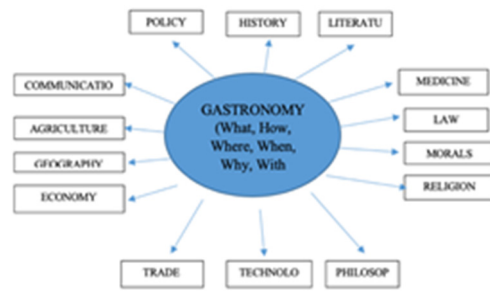 POLICY
HISTORY
LITERATU
COMMUNICATIO
MEDICINE
GASTRONOMY
(What, How,
Where, When,
Why, With
LAW
AGRICULTURE
MORALS
GEOGRAPHY
RELIGION
ECONOMY
TRADE
TECHNOLO
PHILOSOP